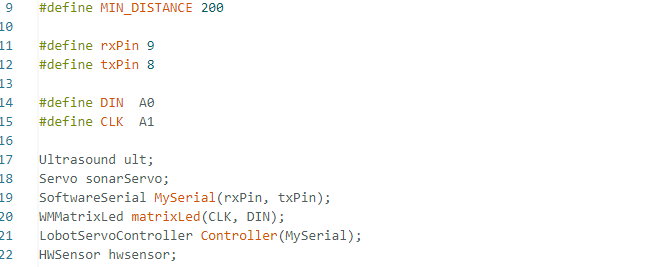 9 #define MIN_DISTANCE 200
10
11 #define rxPin 9
12 #define txPin 8
13
14 #define DIN  A0
15 #define CLK  A1
16
17 Ultrasound ult;
18 Servo sonarServo;
19 SoftwareSerial MySerial(rxPin, txPin);
20 WMMatrixLed matrixLed(CLK, DIN);
21 LobotServoController Controller(MySerial);
22 HWSensor hwsensor;